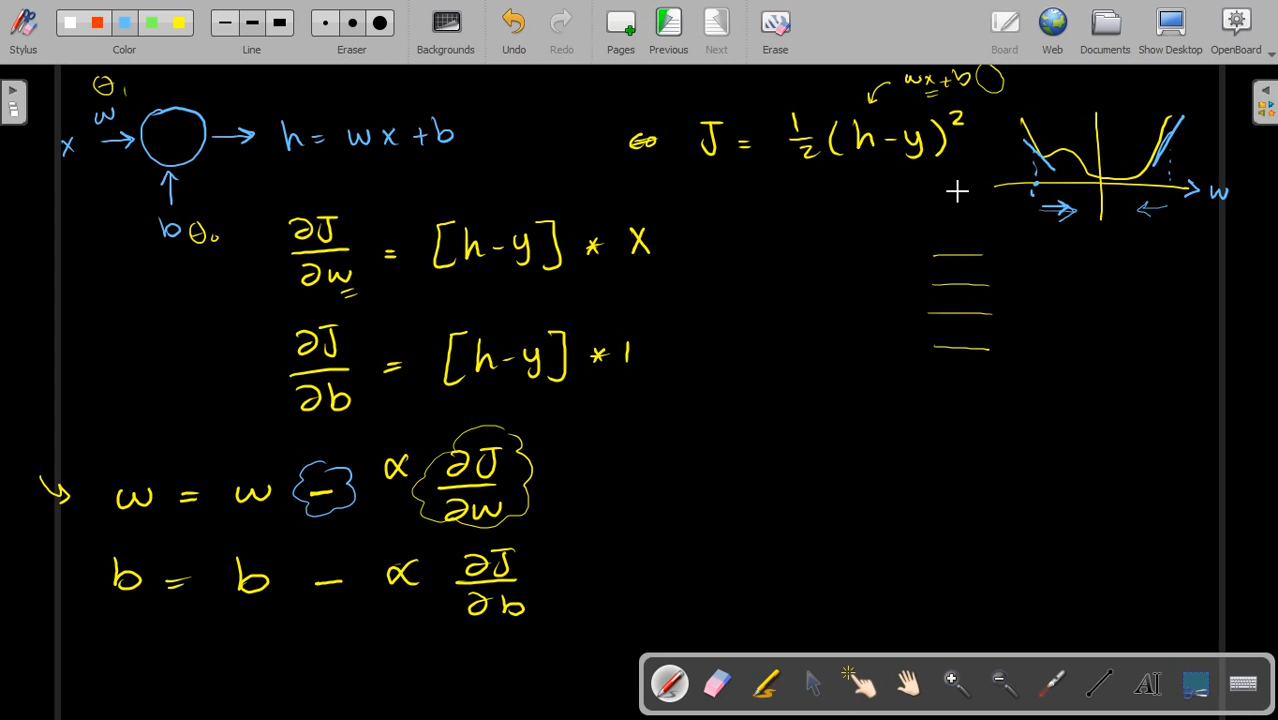 Stylus
Color
Line
Eraser
Backgrounds
Undo
Redo
Pages
Previous
Next
Erase
Board
Web
Documents
Show Desktop
OpenBoard
θ₁
w
x
h = wx + b
b θ₀
J = 1/2 (h - y)²
wx + b
w
∂J/∂w = [h - y] * x
∂J/∂b = [h - y] * 1
w = w - ∝ ∂J/∂w
b = b - ∝ ∂J/∂b